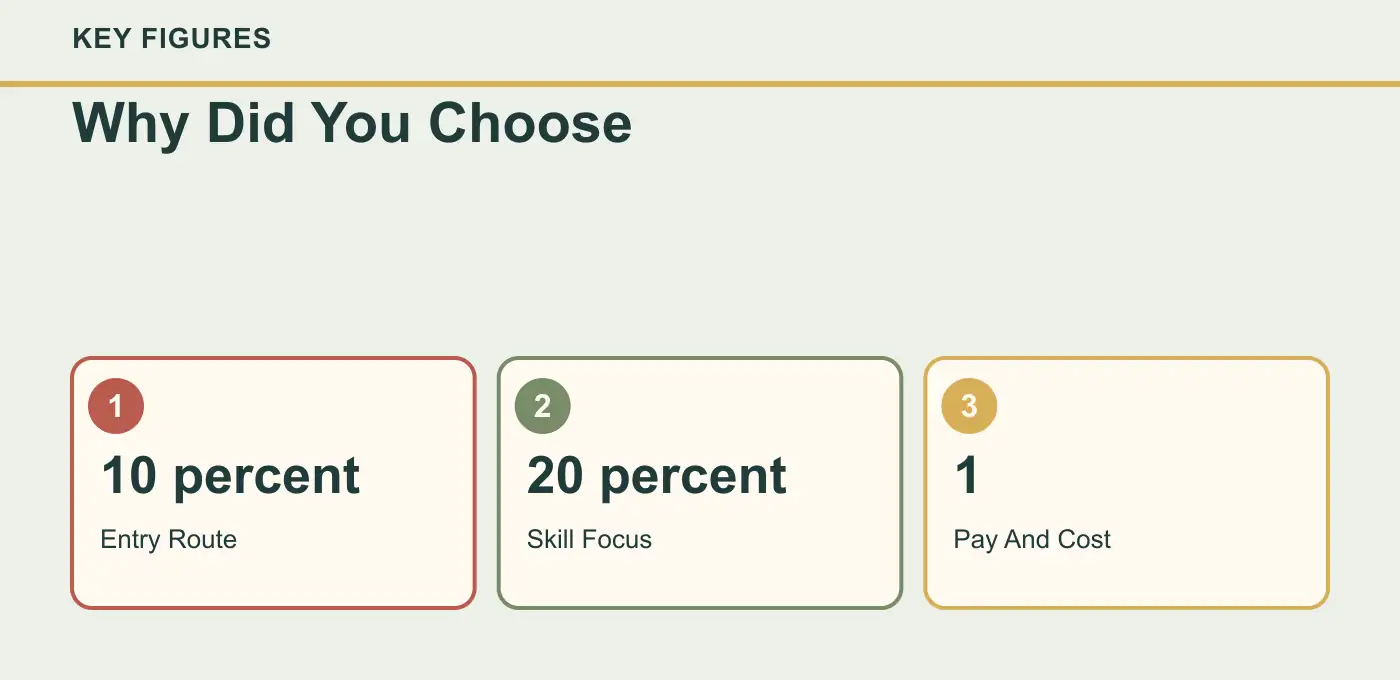 KEY FIGURES
Why Did You Choose
1
10 percent
Entry Route
2
20 percent
Skill Focus
3
1
Pay And Cost